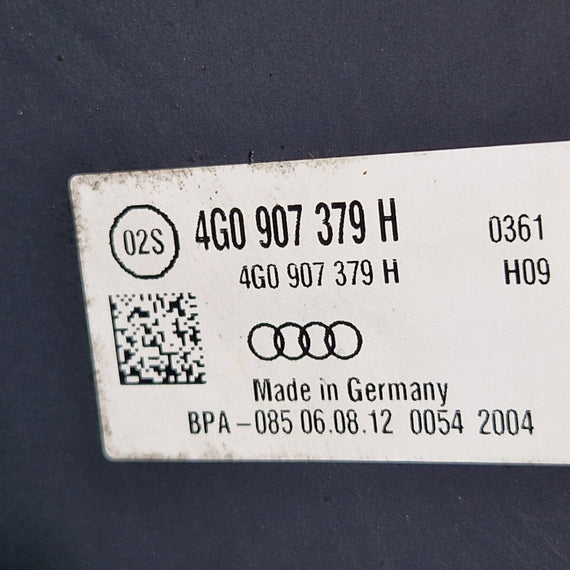 02S 4G0 907 379 H 0361
4G0 907 379 H H09
Made in Germany
BPA-085 06.08.12 0054 2004